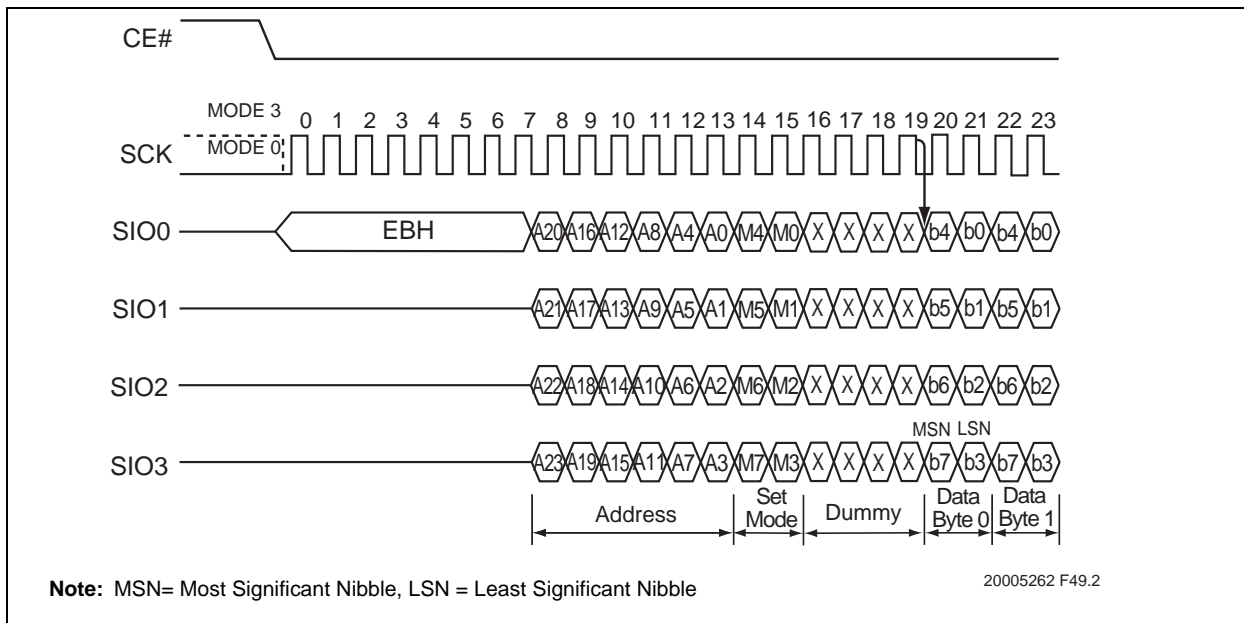 CE#
MODE 3
0 1 2 3 4 5 6 7 8 9 10 11 12 13 14 15 16 17 18 19 20 21 22 23
SCK MODE 0
SIO0 EBH A20 A16 A12 A8 A4 A0 M4 M0 X X X X b4 b0 b4 b0
SIO1 A21 A17 A13 A9 A5 A1 M5 M1 X X X X b5 b1 b5 b1
SIO2 A22 A18 A14 A10 A6 A2 M6 M2 X X X X b6 b2 b6 b2
MSN LSN
SIO3 A23 A19 A15 A11 A7 A3 M7 M3 X X X X b7 b3 b7 b3
Address
Set
Mode
Dummy
Data
Byte 0
Data
Byte 1
20005262 F49.2
Note: MSN= Most Significant Nibble, LSN = Least Significant Nibble